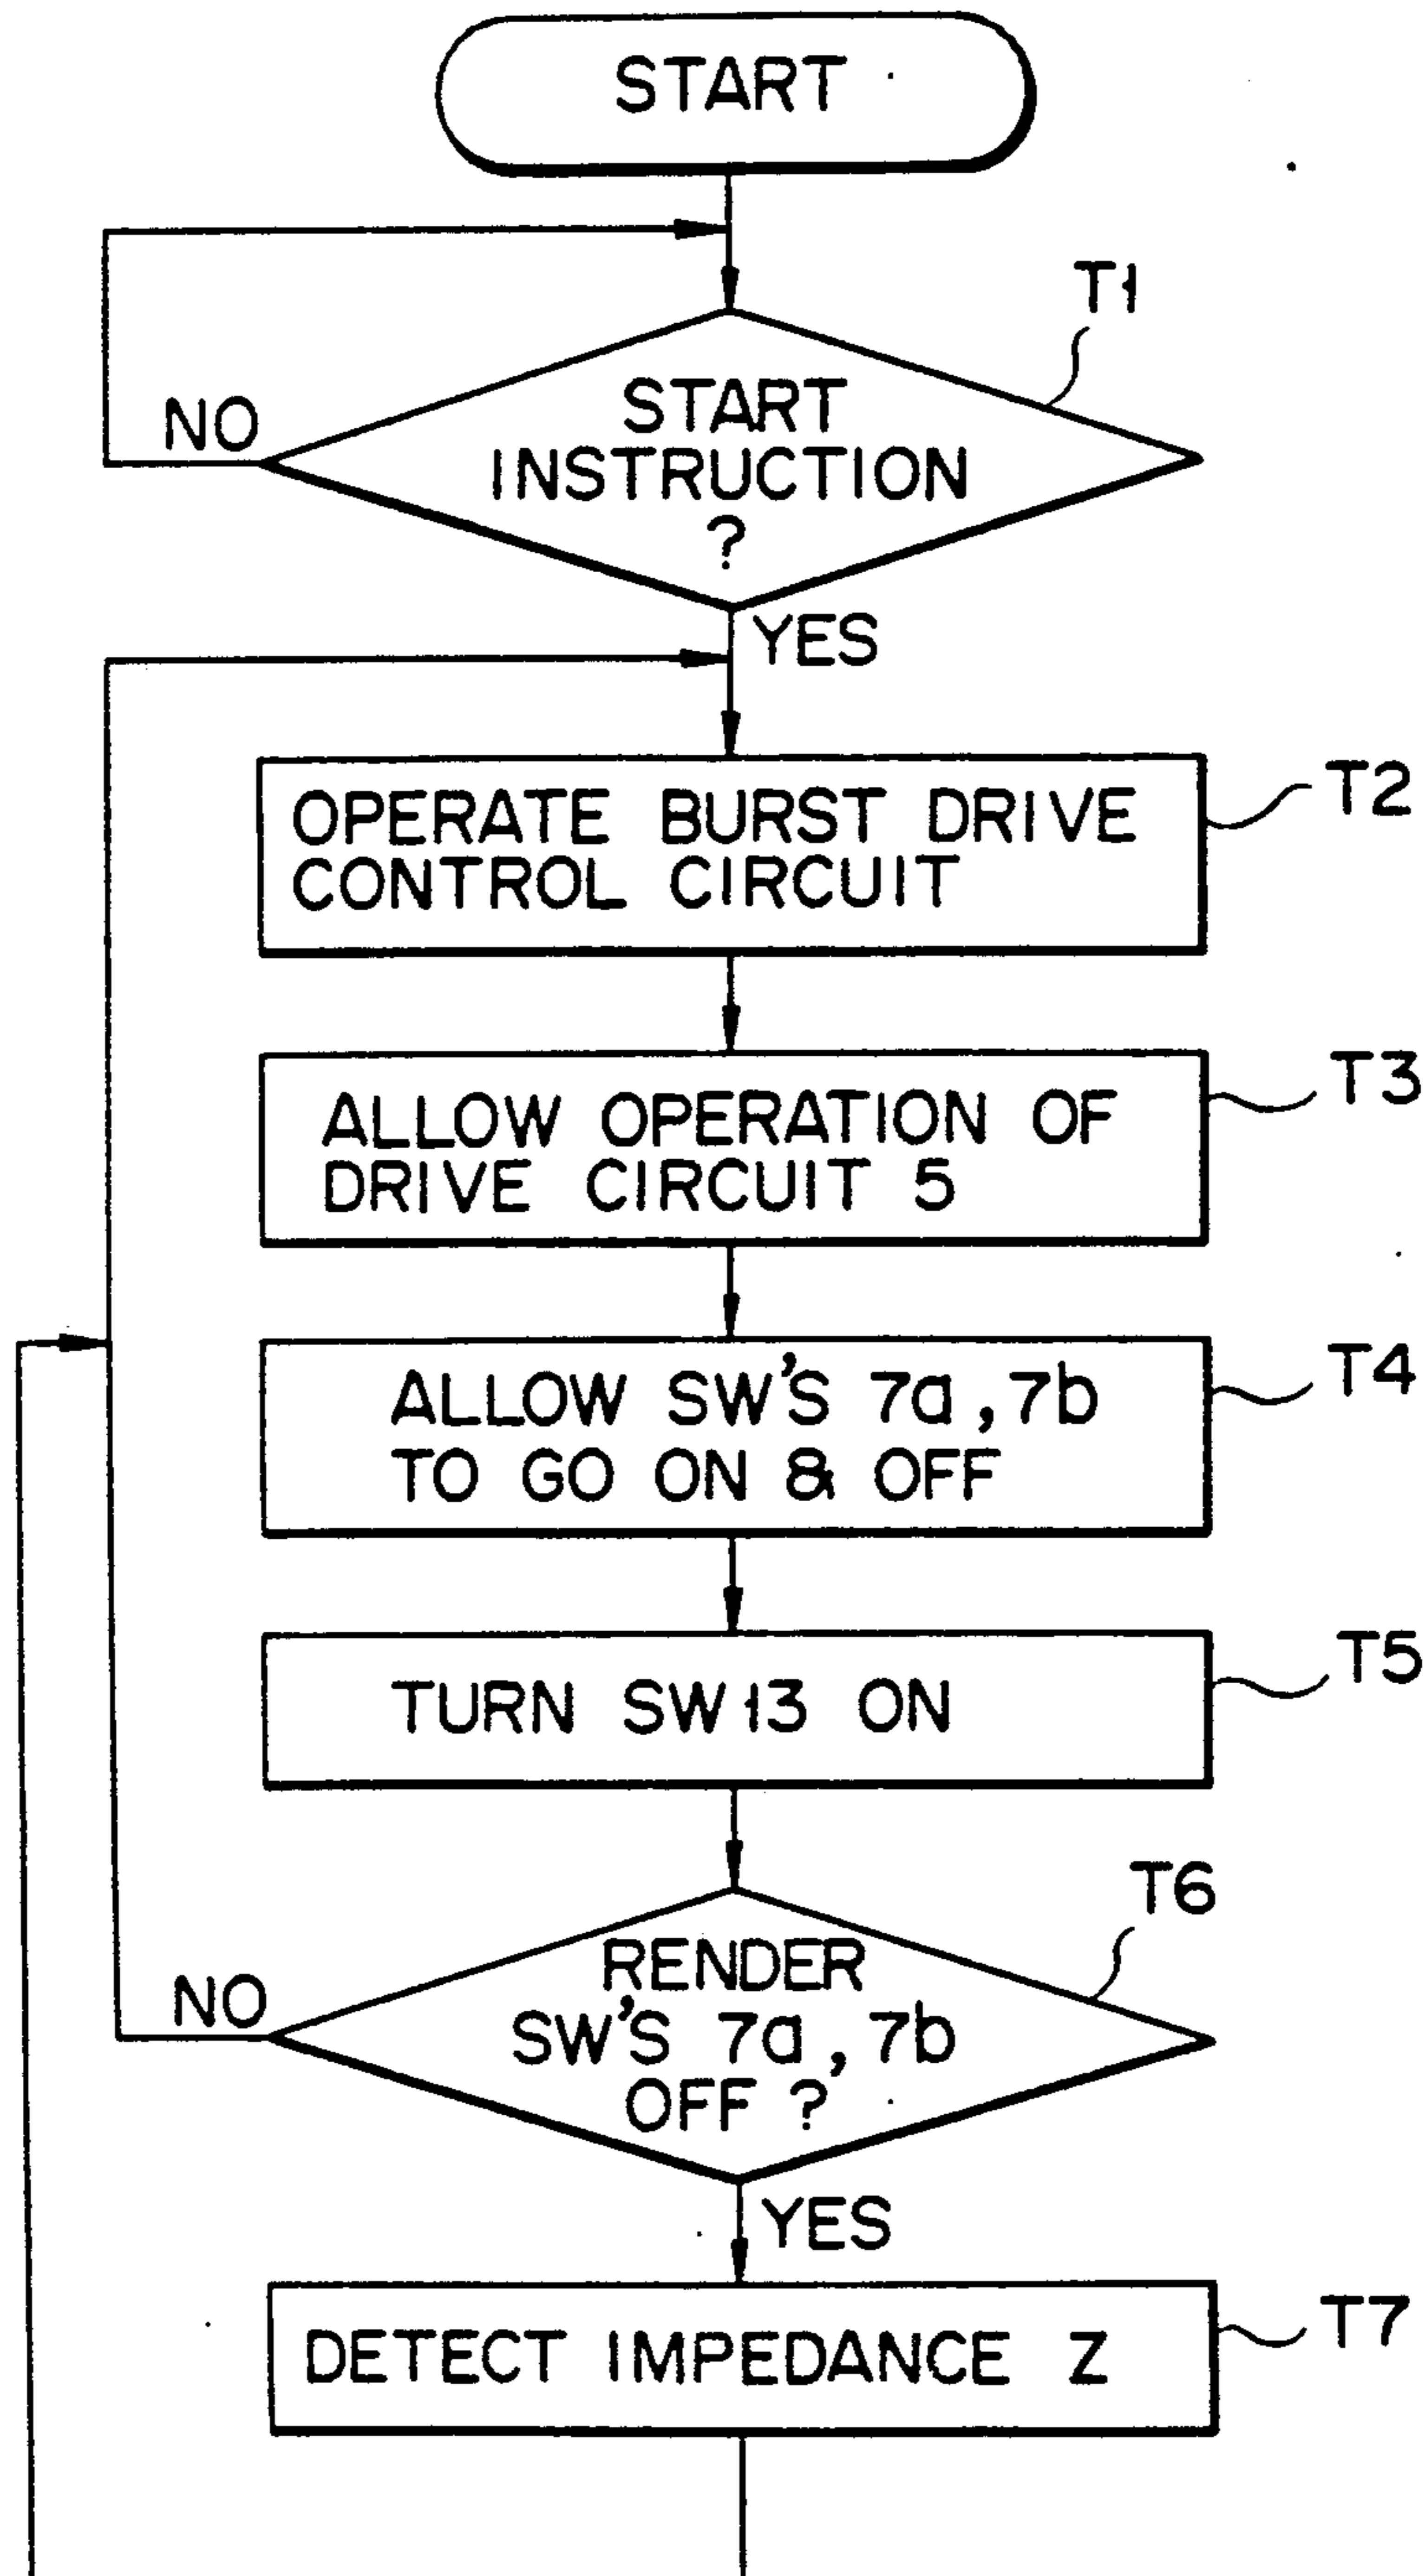 START
T1
START
INSTRUCTION
?
NO
YES
OPERATE BURST DRIVE
CONTROL CIRCUIT
T2
ALLOW OPERATION OF
DRIVE CIRCUIT 5
T3
ALLOW SW'S 7a, 7b
TO GO ON & OFF
T4
TURN SW 13 ON
T5
T6
RENDER
SW'S 7a, 7b
OFF ?
NO
YES
DETECT IMPEDANCE Z
T7